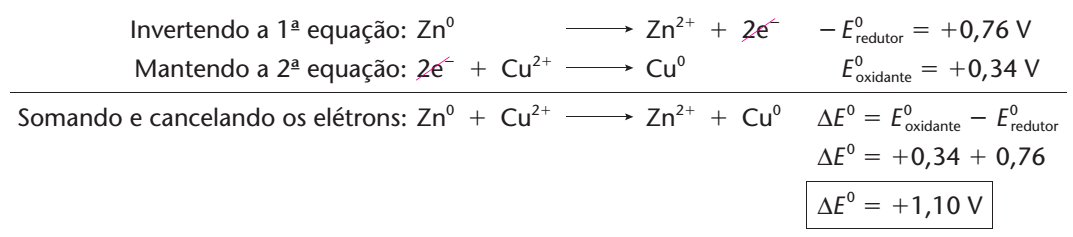 Invertendo a 1ª equação: Zn⁰ ⟶ Zn²⁺ + 2e⁻ − E⁰redutor = +0,76 V
Mantendo a 2ª equação: 2e⁻ + Cu²⁺ ⟶ Cu⁰ E⁰oxidante = +0,34 V
Somando e cancelando os elétrons: Zn⁰ + Cu²⁺ ⟶ Zn²⁺ + Cu⁰ ΔE⁰ = E⁰oxidante − E⁰redutor
ΔE⁰ = +0,34 + 0,76
ΔE⁰ = +1,10 V